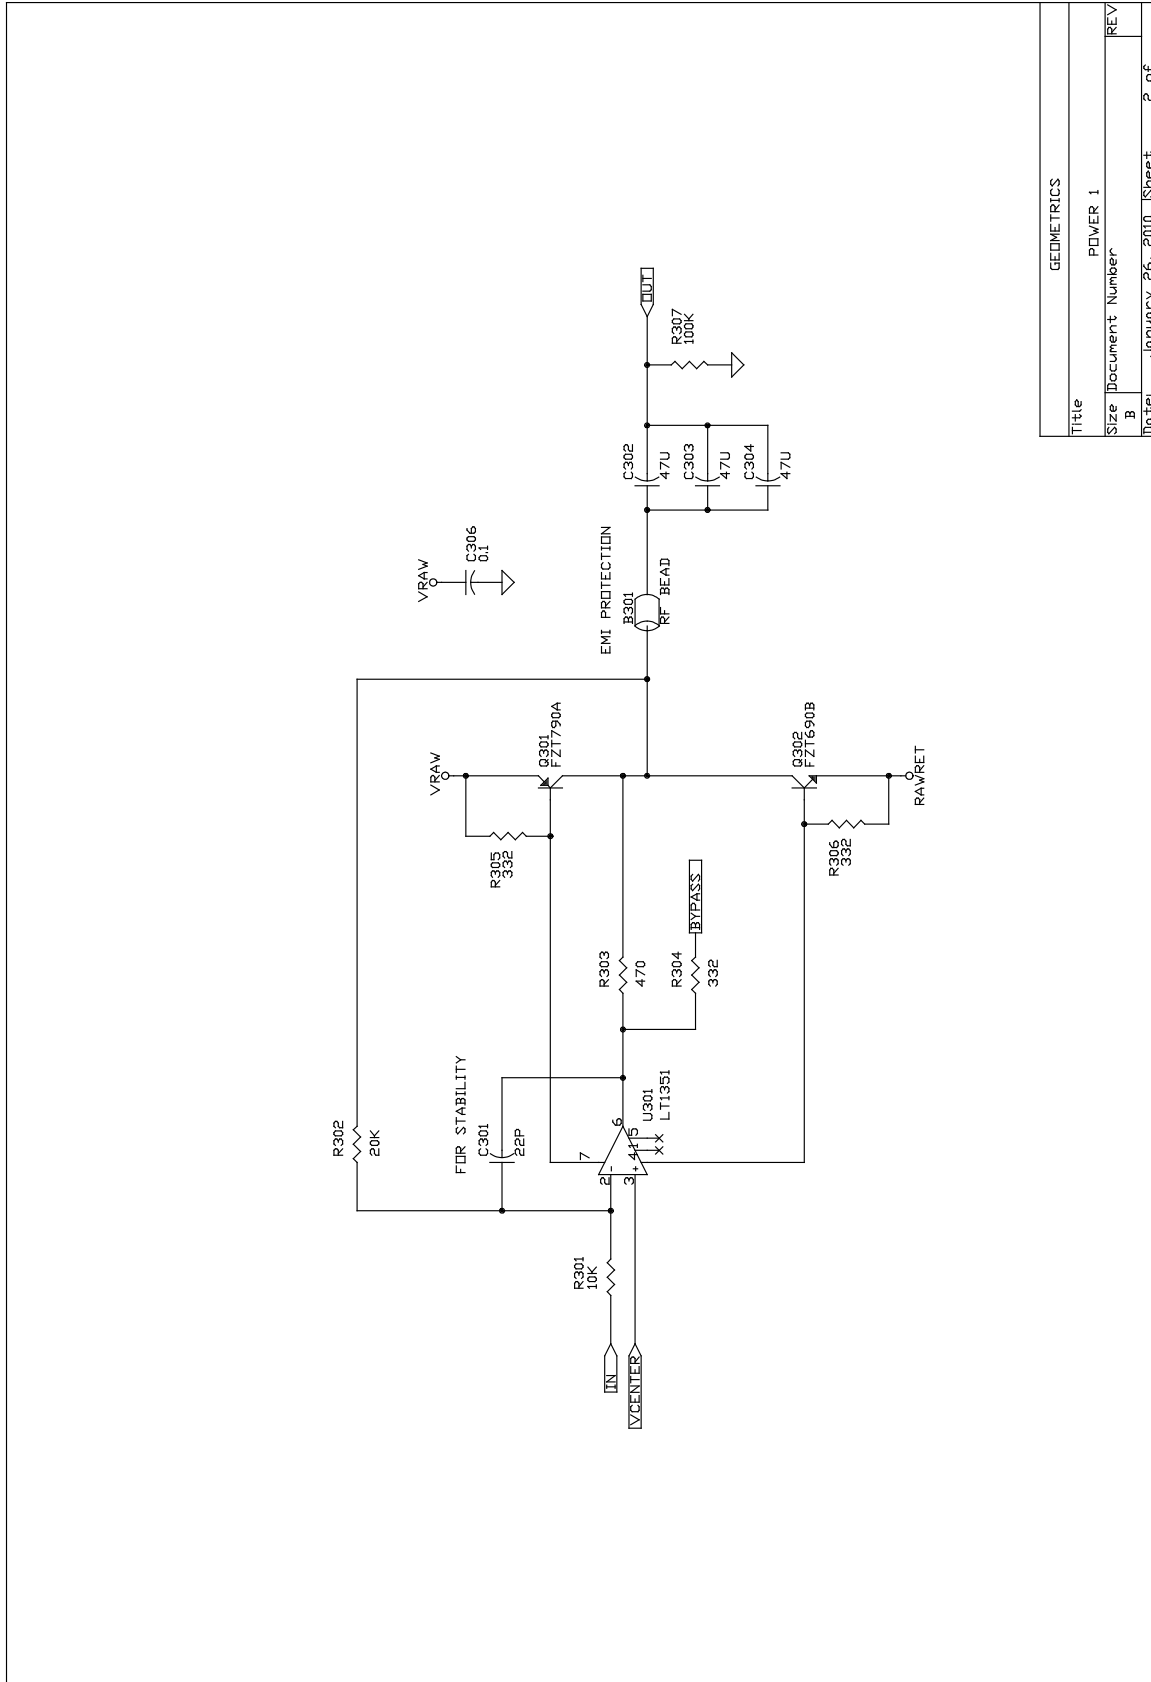 R302
20K
FOR STABILITY
C301
22P
R301
10K
IN
VCENTER
2
3
-
+
7
6
4
1
5
U301
LT1351
R303
470
R304
332
BYPASS
R305
332
VRAW
Q301
FZT790A
Q302
FZT690B
R306
332
RAWRET
VRAW
C306
0.1
EMI PROTECTION
B301
RF BEAD
C302
47U
C303
47U
C304
47U
R307
100K
OUT
GEOMETRICS
Title
POWER 1
Size
Document Number
REV
B
Date:
January 26, 2010
Sheet
2 of